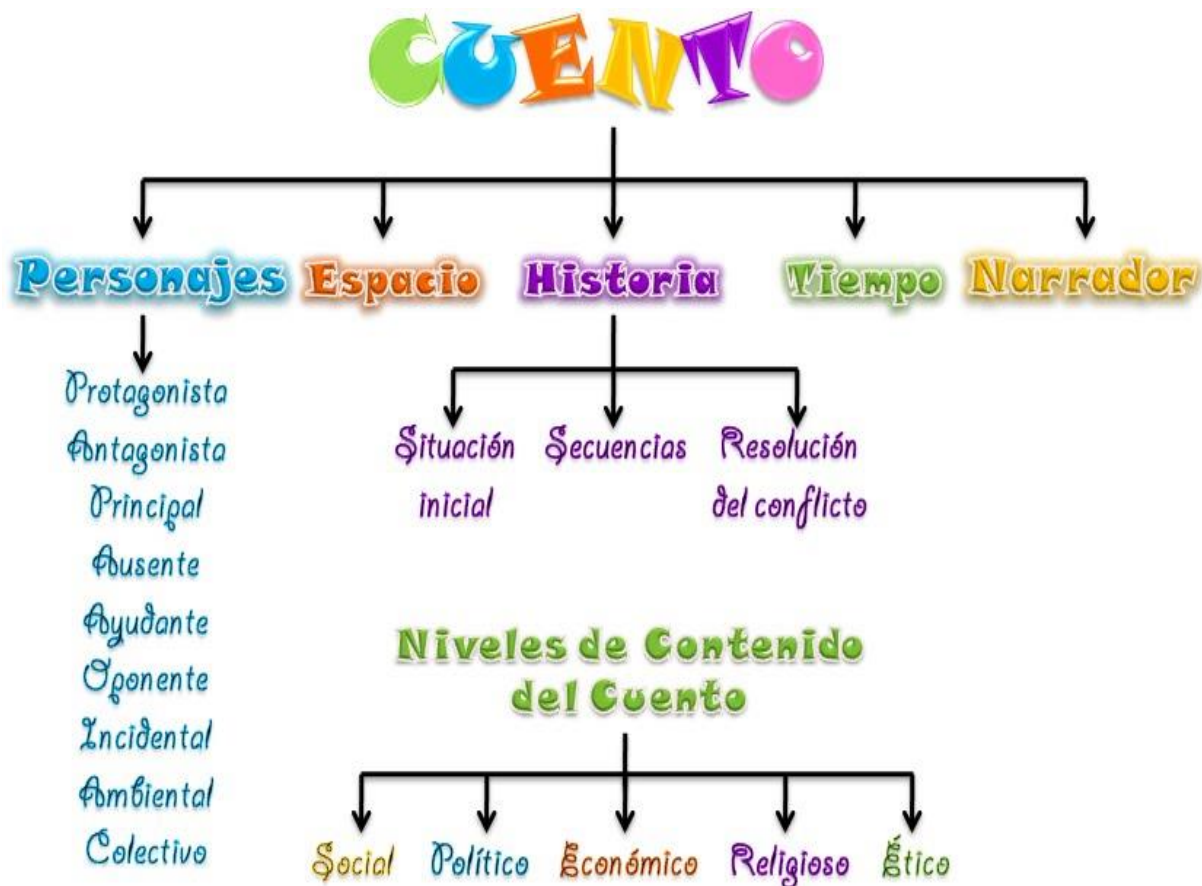 CUENTO
Personajes Espacio Historia Tiempo Narrador
Protagonista
Antagonista
Principal
Ausente
Ayudante
Oponente
Incidental
Ambiental
Colectivo
Situación
inicial
Secuencias
Resolución
del conflicto
Niveles de Contenido
del Cuento
Social Político Económico Religioso Ético